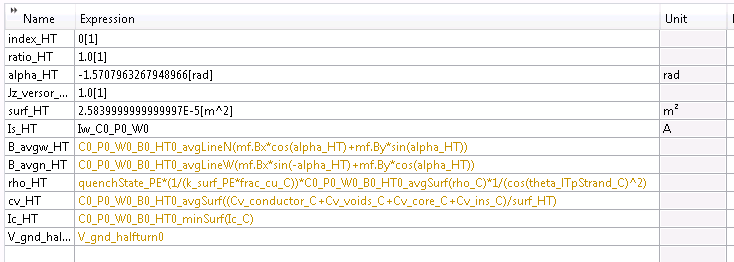 Name Expression Unit
index_HT 0[1]
ratio_HT 1.0[1]
alpha_HT -1.5707963267948966[rad] rad
Jz_versor_... 1.0[1]
surf_HT 2.5839999999999997E-5[m^2] m²
Is_HT Iw_C0_P0_W0 A
B_avgw_HT C0_P0_W0_B0_HT0_avgLineN(mf.Bx*cos(alpha_HT)+mf.By*sin(alpha_HT))
B_avgn_HT C0_P0_W0_B0_HT0_avgLineW(mf.Bx*sin(-alpha_HT)+mf.By*cos(alpha_HT))
rho_HT quenchState_PE*(1/(k_surf_PE*frac_cu_C))*C0_P0_W0_B0_HT0_avgSurf(rho_C)*1/(cos(theta_lTpStrand_C)^2)
cv_HT C0_P0_W0_B0_HT0_avgSurf((Cv_conductor_C+Cv_voids_C+Cv_core_C+Cv_ins_C)/surf_HT)
Ic_HT C0_P0_W0_B0_HT0_minSurf(Ic_C)
V_gnd_hal... V_gnd_halfturn0